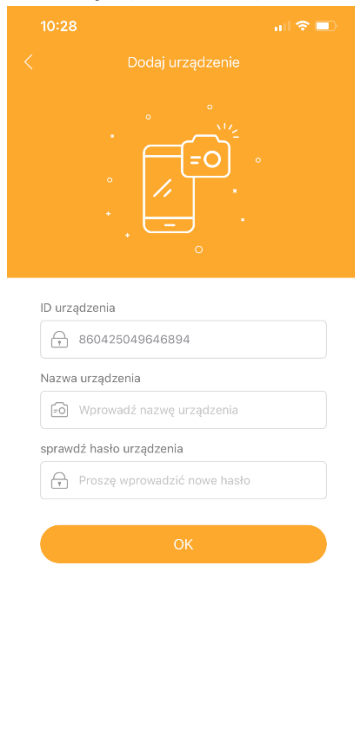 10:28
Dodaj urządzenie
ID urządzenia
860425049646894
Nazwa urządzenia
Wprowadź nazwę urządzenia
sprawdź hasło urządzenia
Proszę wprowadzić nowe hasło
OK